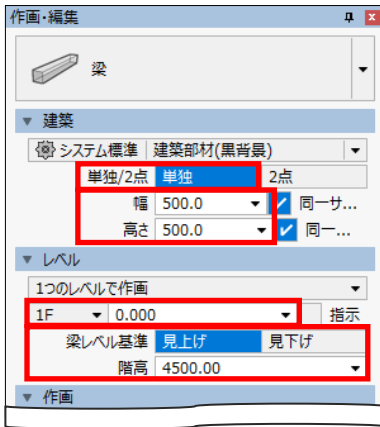 作画・編集
梁
建築
システム標準 建築部材(黒背景)
単独/2点 単独 2点
幅 500.0 同一サ...
高さ 500.0 同一...
レベル
1つのレベルで作画
1F 0.000 指示
梁レベル基準 見上げ 見下げ
階高 4500.00
作画